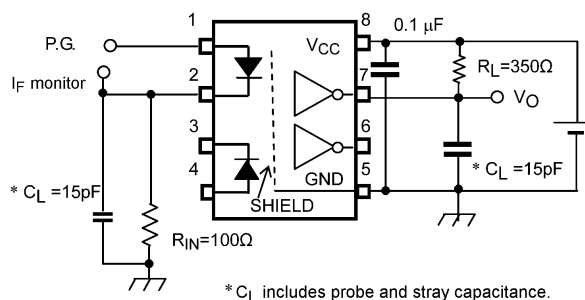 1
8
P.G.
VCC
0.1 μF
IF monitor
RL=350Ω
2
7
VO
3
6
* CL =15pF
4
GND
5
* CL =15pF
SHIELD
RIN=100Ω
* CL includes probe and stray capacitance.